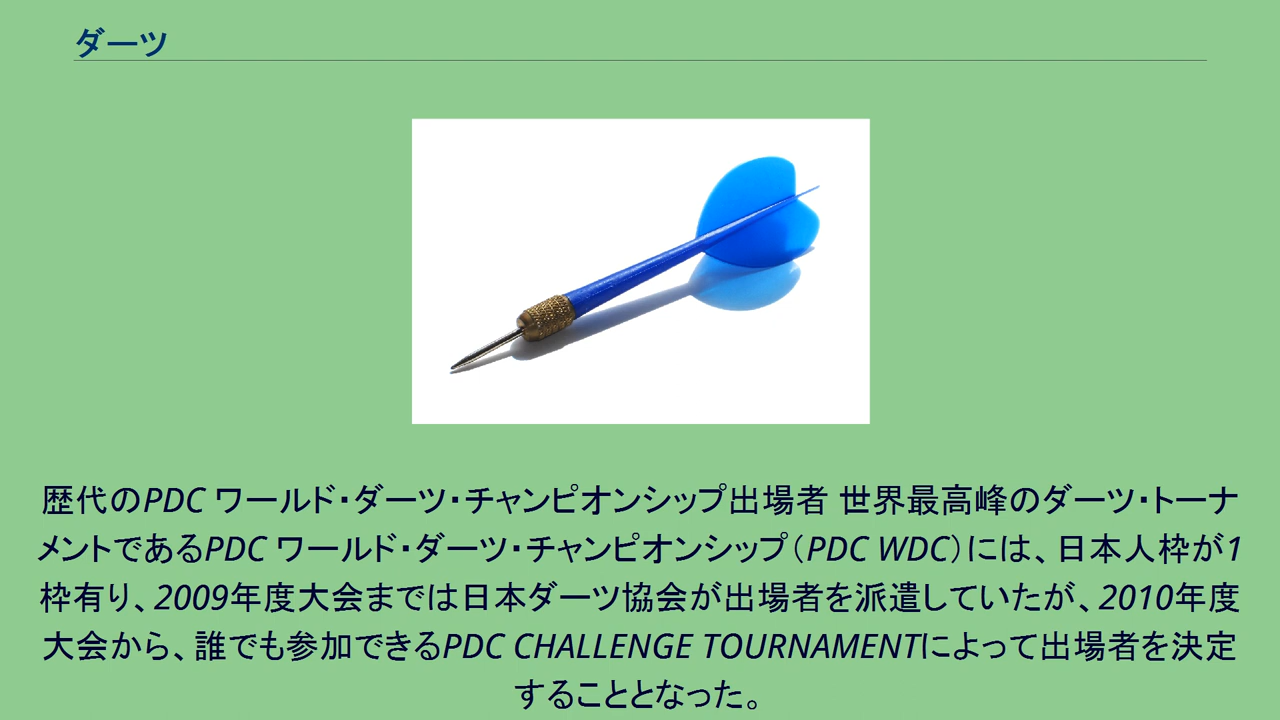 ダーツ
歴代のPDC ワールド・ダーツ・チャンピオンシップ出場者 世界最高峰のダーツ・トーナ
メントであるPDC ワールド・ダーツ・チャンピオンシップ（PDC WDC）には、日本人枠が1
枠有り、2009年度大会までは日本ダーツ協会が出場者を派遣していたが、2010年度
大会から、誰でも参加できるPDC CHALLENGE TOURNAMENTによって出場者を決定
することとなった。